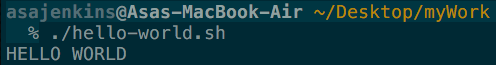 asajenkins@Asas-MacBook-Air ~/Desktop/myWork
% ./hello-world.sh
HELLO WORLD